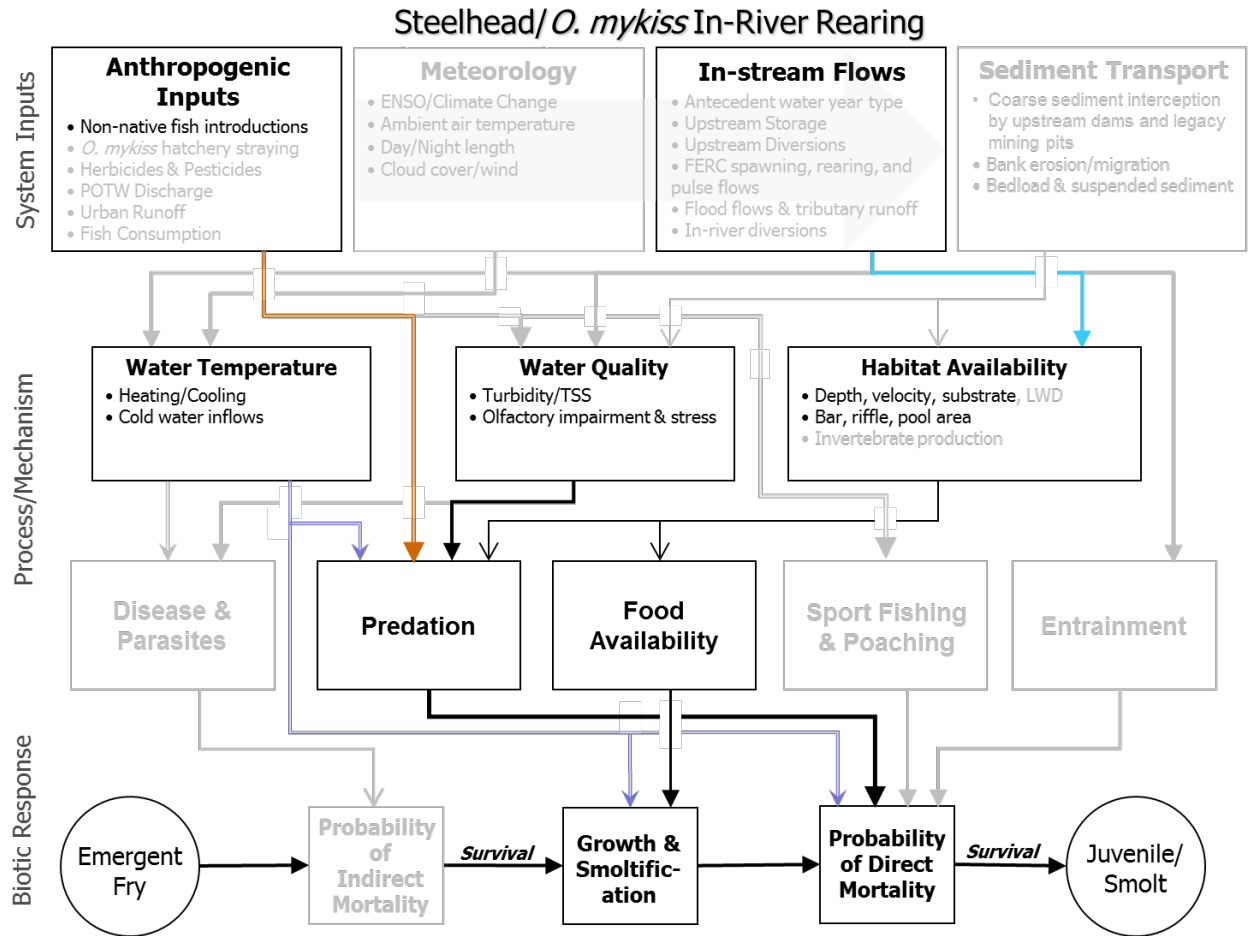 Steelhead/O. mykiss In-River Rearing
System Inputs
Anthropogenic
Inputs
• Non-native fish introductions
• O. mykiss hatchery straying
• Herbicides & Pesticides
• POTW Discharge
• Urban Runoff
• Fish Consumption
Meteorology
• ENSO/Climate Change
• Ambient air temperature
• Day/Night length
• Cloud cover/wind
In-stream Flows
• Antecedent water year type
• Upstream Storage
• Upstream Diversions
• FERC spawning, rearing, and
pulse flows
• Flood flows & tributary runoff
• In-river diversions
Sediment Transport
• Coarse sediment interception
by upstream dams and legacy
mining pits
• Bank erosion/migration
• Bedload & suspended sediment
Process/Mechanism
Water Temperature
• Heating/Cooling
• Cold water inflows
Water Quality
• Turbidity/TSS
• Olfactory impairment & stress
Habitat Availability
• Depth, velocity, substrate, LWD
• Bar, riffle, pool area
• Invertebrate production
Disease &
Parasites
Predation
Food
Availability
Sport Fishing
& Poaching
Entrainment
Biotic Response
Emergent
Fry
Probability
of
Indirect
Mortality
Survival
Growth &
Smoltific-
ation
Probability
of Direct
Mortality
Survival
Juvenile/
Smolt